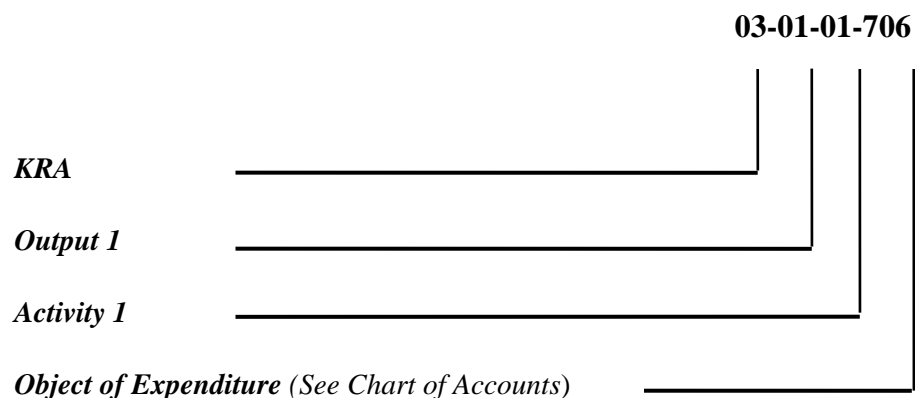 03-01-01-706
KRA
Output 1
Activity 1
Object of Expenditure (See Chart of Accounts)